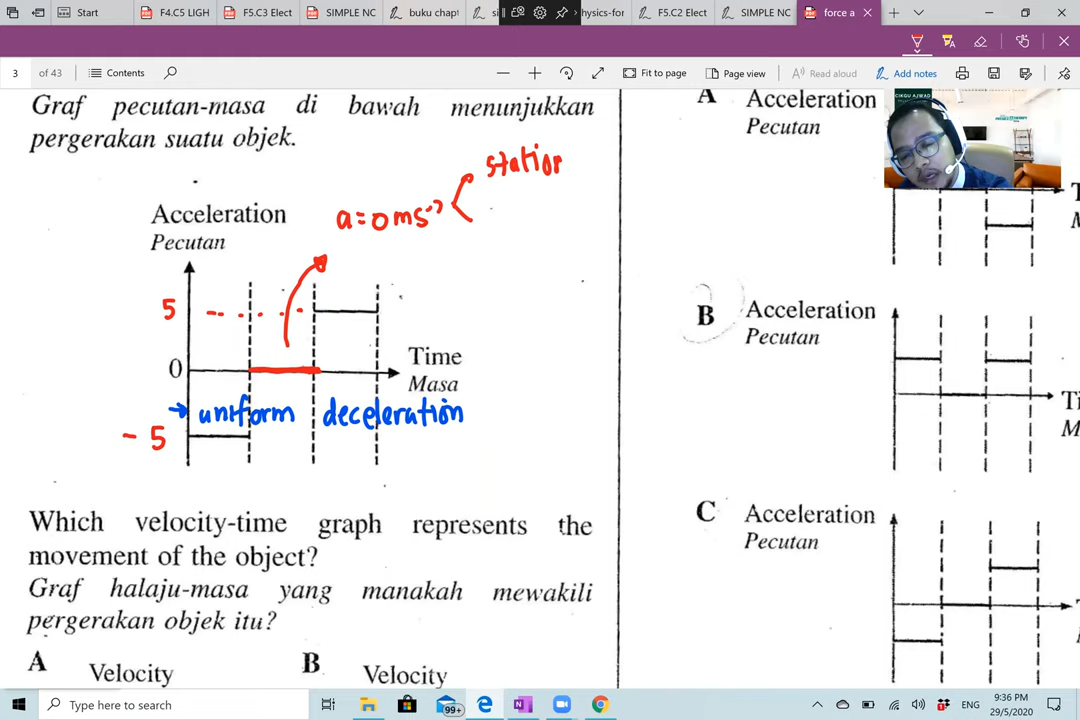 Start
F4.C5 LIGH
F5.C3 Elect
SIMPLE NC
buku chapt
hysics-for
F5.C2 Elect
SIMPLE NC
force a
3 of 43
Contents
Fit to page
Page view
Read aloud
Add notes
Graf pecutan-masa di bawah menunjukkan
pergerakan suatu objek.
station
a = 0 ms⁻²
Acceleration
Pecutan
5
0
Time
Masa
uniform deceleration
- 5
Which velocity-time graph represents the
movement of the object?
Graf halaju-masa yang manakah mewakili
pergerakan objek itu?
A Velocity
B Velocity
A Acceleration
Pecutan
CIKGU AJWAD
B Acceleration
Pecutan
C Acceleration
Pecutan
Type here to search
99+
ENG
9:36 PM
29/5/2020